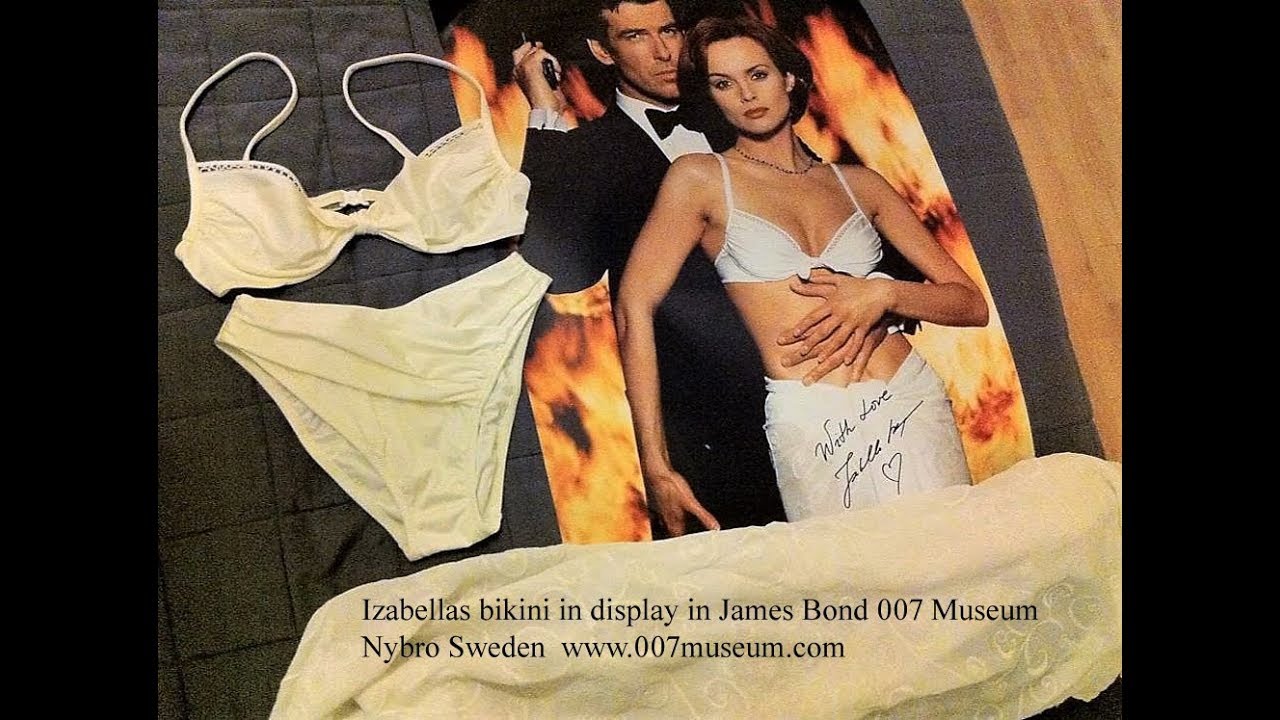 With Love
Izabellas bikini in display in James Bond 007 Museum
Nybro Sweden  www.007museum.com